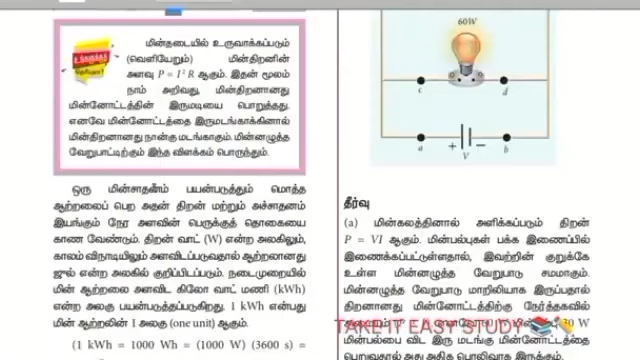 உங்களுக்குத் தெரியுமா?
மின்தடையில் உருவாக்கப்படும்
(வெளியேறும்) மின்திறனின்
அளவு P = I² R ஆகும். இதன் மூலம்
நாம் அறிவது, மின்திறனானது
மின்னோட்டத்தின் இருமடியை பொறுத்தது.
எனவே மின்னோட்டத்தை இருமடங்காக்கினால்
மின்திறனானது நான்கு மடங்காகும். மின்னழுத்த
வேறுபாட்டிற்கும் இந்த விளக்கம் பொருந்தும்.
ஒரு மின்சாதனம் பயன்படுத்தும் மொத்த
ஆற்றலைப் பெற அதன் திறன் மற்றும் அச்சாதனம்
இயங்கும் நேர அளவின் பெருக்குத் தொகையை
காண வேண்டும். திறன் வாட் (W) என்ற அலகிலும்,
காலம் விநாடியிலும் அளவிடப்படுவதால் ஆற்றலானது
ஜுல் என்ற அலகில் குறிப்பிடப்படும். நடைமுறையில்
மின் ஆற்றலை அளவிட கிலோ வாட் மணி (kWh)
என்ற அலகு பயன்படுத்தப்படுகிறது. 1 kWh என்பது
மின் ஆற்றலின் 1 அலகு (one unit) ஆகும்.
(1 kWh = 1000 Wh = (1000 W) (3600 s) =
60W
c d
a b
+ −
V
தீர்வு
(a) மின்கலத்தினால் அளிக்கப்படும் திறன்
P = VI ஆகும். மின்பல்புகள் பக்க இணைப்பில்
இணைக்கப்பட்டுள்ளதால், இவற்றின் குறுக்கே
உள்ள மின்னழுத்த வேறுபாடு சமமாகும்.
மின்னழுத்த வேறுபாடு மாறிலியாக இருப்பதால்
திறனானது மின்னோட்டத்திற்கு நேர்த்தகவில்
மின்பல்பை விட இரு மடங்கு மின்னோட்டத்தை
பெறுவதால் அது அதிக பொலிவாக இருக்கும்.
TAKE IT EASY STUDY